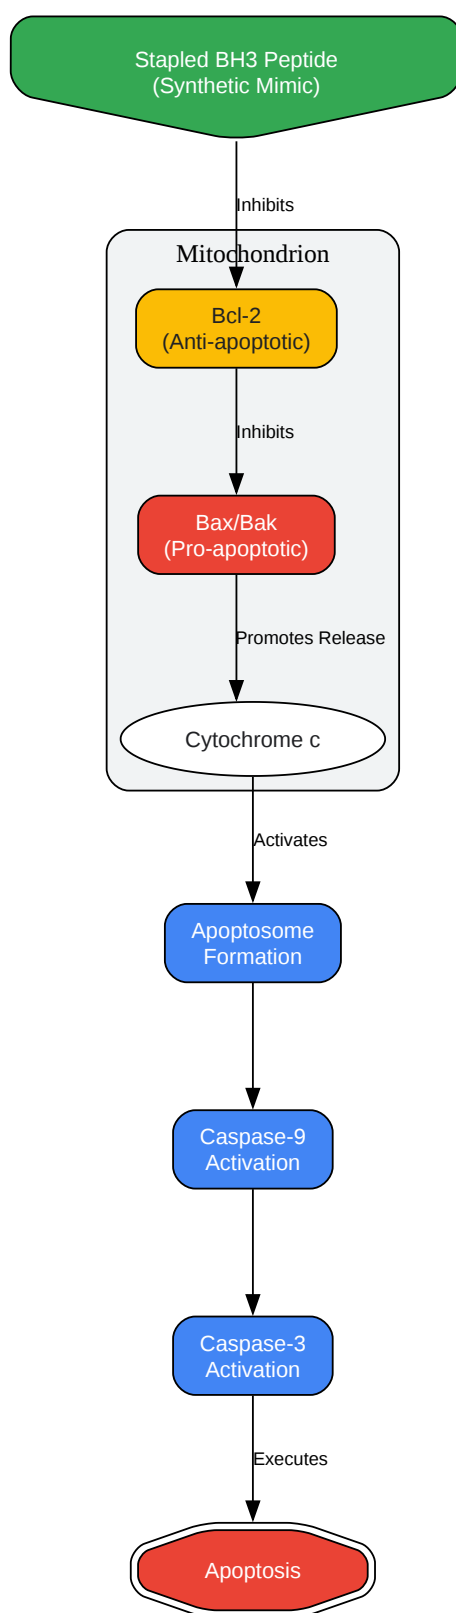 Stapled BH3 Peptide
(Synthetic Mimic)
Inhibits
Mitochondrion
Bcl-2
(Anti-apoptotic)
Inhibits
Bax/Bak
(Pro-apoptotic)
Promotes Release
Cytochrome c
Activates
Apoptosome
Formation
Caspase-9
Activation
Caspase-3
Activation
Executes
Apoptosis